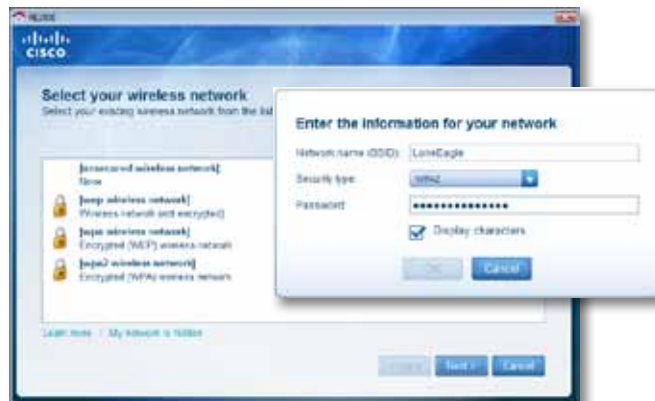 CISCO
Select your wireless network
Select your existing wireless network from the list
[unsecured wireless network]
None
[wep wireless network]
Wireless network (not encrypted)
[wpa wireless network]
Encrypted (WEP) wireless network
[wpa2 wireless network]
Encrypted (WPA) wireless network
Learn more | My network is hidden
Next >
Cancel
Enter the information for your network
Network name (SSID): LoneEagle
Security type: WPA2
Password: ••••••••••••••
Display characters
OK
Cancel